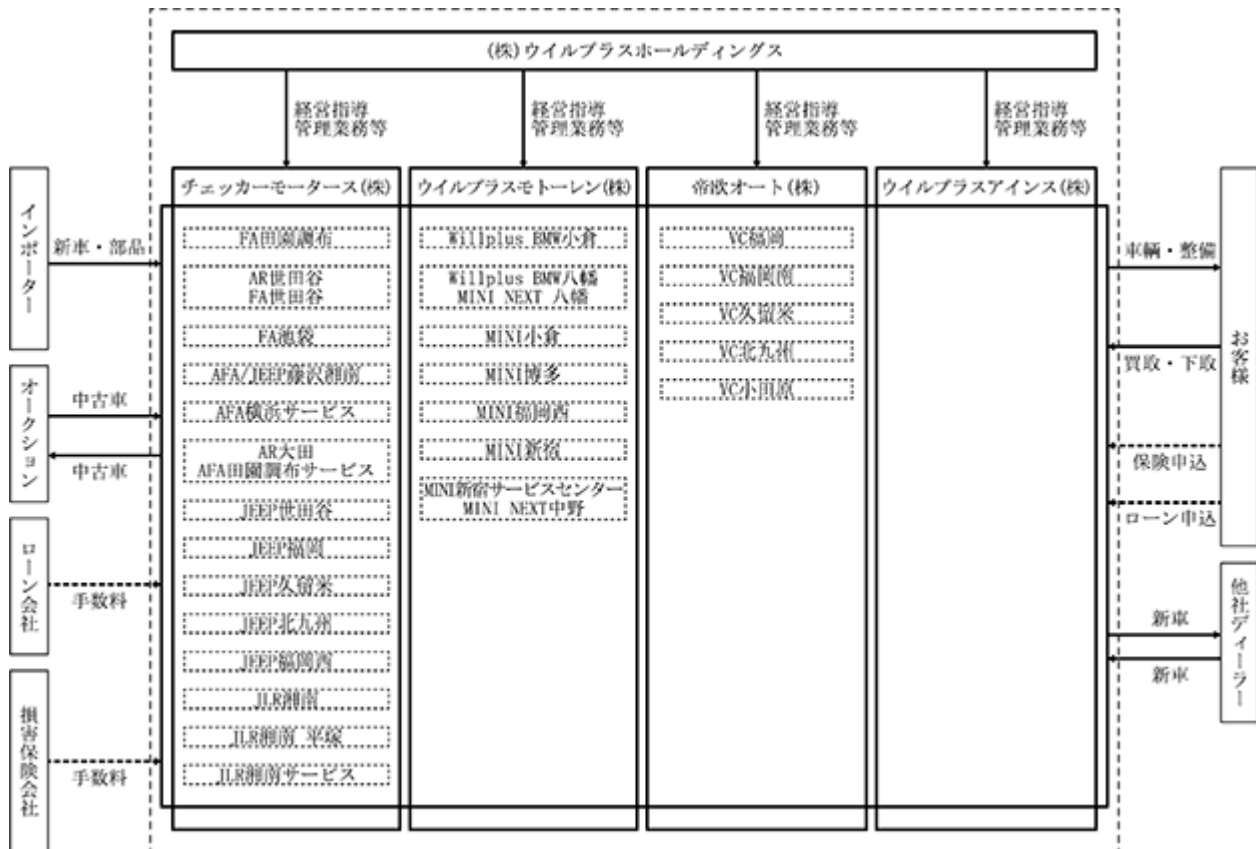 (株)ウイルプラスホールディングス
経営指導
管理業務等
経営指導
管理業務等
経営指導
管理業務等
経営指導
管理業務等
インポーター
新車・部品
オークション
中古車
中古車
ローン会社
手数料
損害保険会社
手数料
チェッカーモータース(株)
FA田園調布
AR世田谷
FA世田谷
FA池袋
AFA/JEEP藤沢湘南
AFA横浜サービス
AR大田
AFA田園調布サービス
JEEP世田谷
JEEP福岡
JEEP久留米
JEEP北九州
JEEP福岡西
JLR湘南
JLR湘南 平塚
JLR湘南サービス
ウイルプラスモトーレン(株)
Willplus BMW小倉
Willplus BMW八幡
MINI NEXT 八幡
MINI小倉
MINI博多
MINI福岡西
MINI新宿
MINI新宿サービスセンター
MINI NEXT中野
帝欧オート(株)
VC福岡
VC福岡南
VC久留米
VC北九州
VC小田原
ウイルプラスアインス(株)
車輌・整備
買取・下取
保険申込
ローン申込
お客様
新車
新車
他社ディーラー